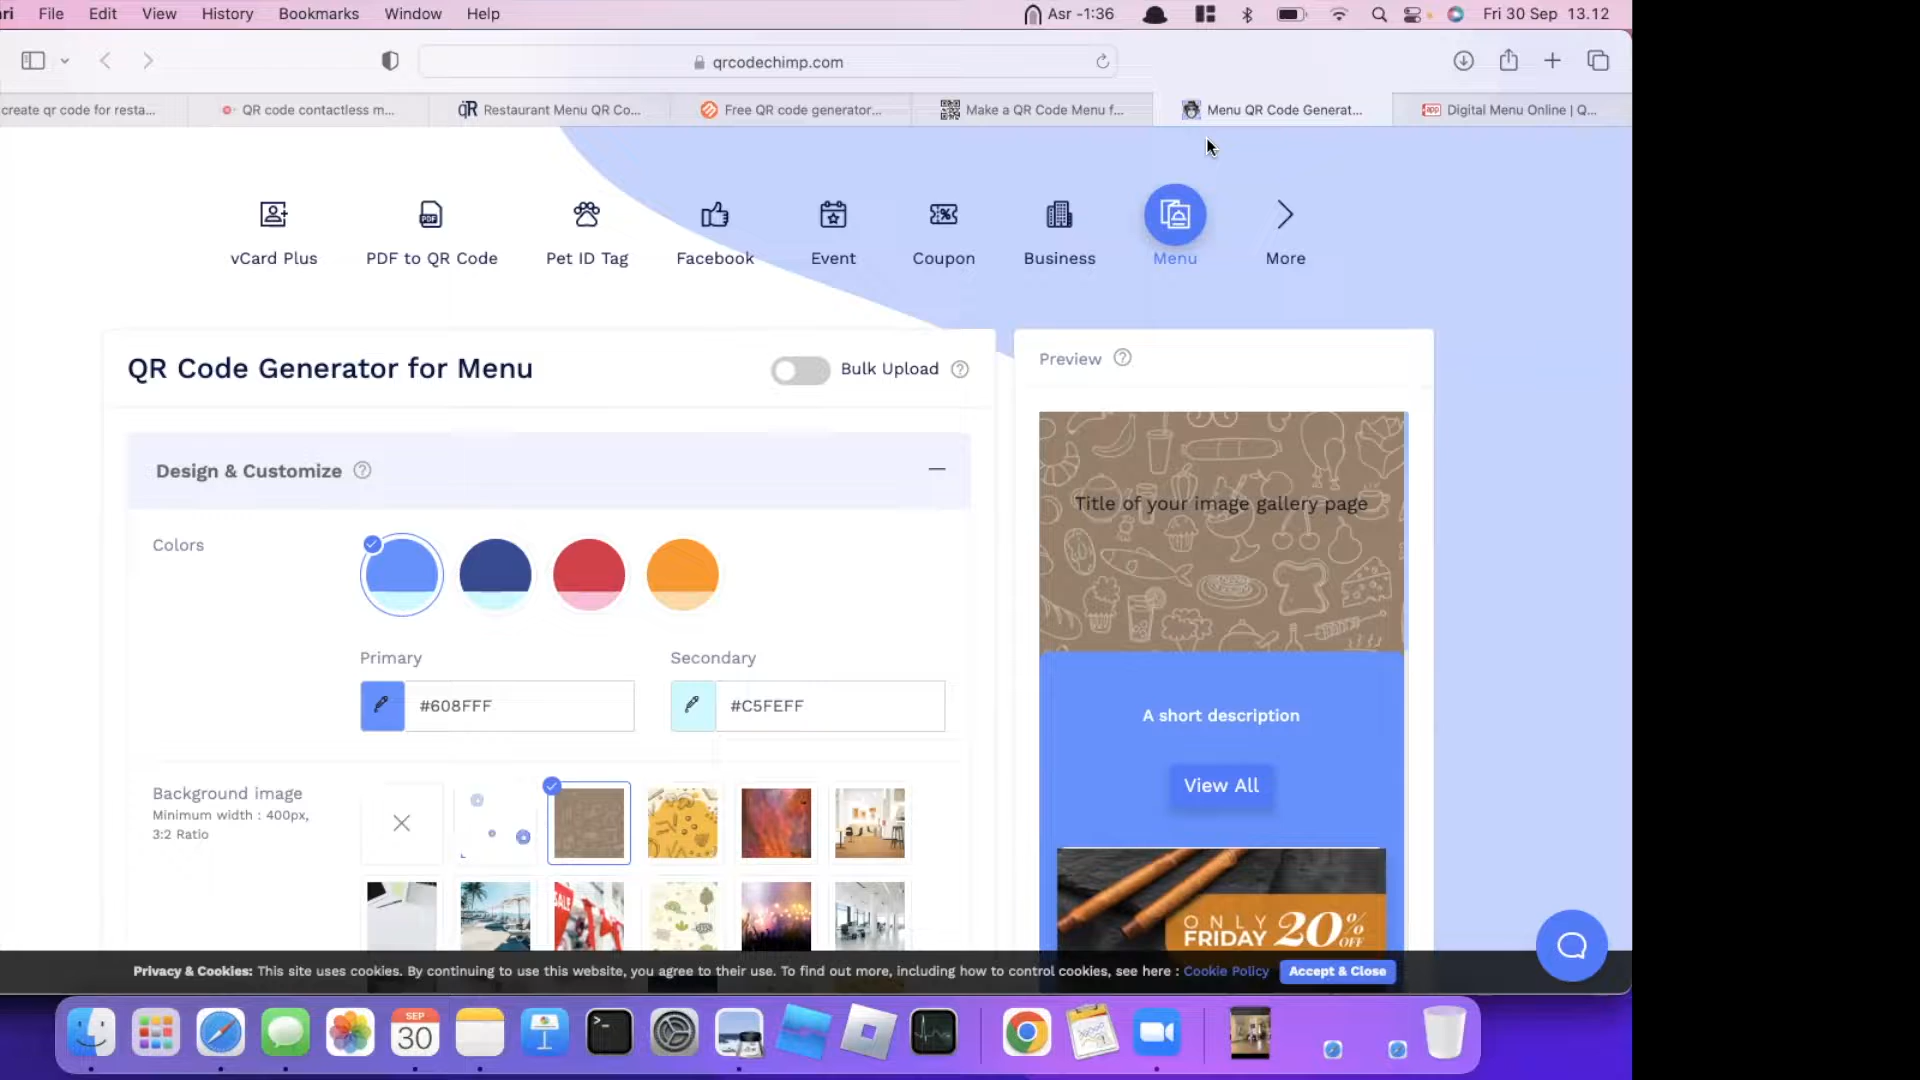 ri File Edit View History Bookmarks Window Help Asr -1:36 Fri 30 Sep 13.12
qrcodechimp.com
create qr code for resta... QR code contactless m... Restaurant Menu QR Co... Free QR code generator... Make a QR Code Menu f... Menu QR Code Generat... Digital Menu Online | Q...
vCard Plus PDF to QR Code Pet ID Tag Facebook Event Coupon Business Menu More
QR Code Generator for Menu Bulk Upload
Preview
Design & Customize
Title of your image gallery page
Colors
Primary Secondary
#608FFF #C5FEFF
A short description
View All
Background image
Minimum width : 400px,
3:2 Ratio
SALE
ONLY
FRIDAY 20% OFF
Privacy & Cookies: This site uses cookies. By continuing to use this website, you agree to their use. To find out more, including how to control cookies, see here : Cookie Policy Accept & Close
SEP
30